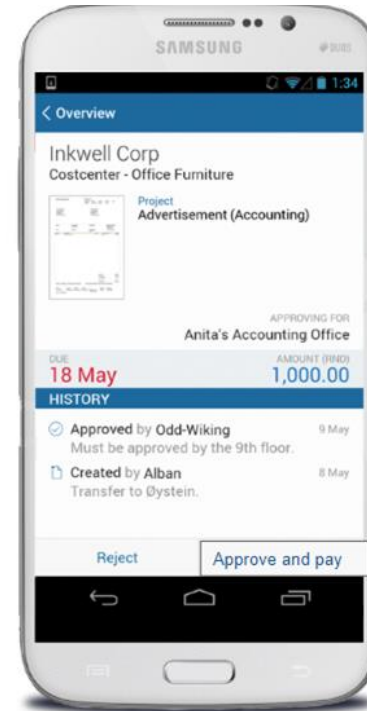 SAMSUNG
DUOS
1:34
< Overview
Inkwell Corp
Costcenter - Office Furniture
Project
Advertisement (Accounting)
APPROVING FOR
Anita's Accounting Office
DUE
AMOUNT (RND)
18 May
1,000.00
HISTORY
Approved by Odd-Wiking 9 May
Must be approved by the 9th floor.
Created by Alban 8 May
Transfer to Øystein.
Reject
Approve and pay